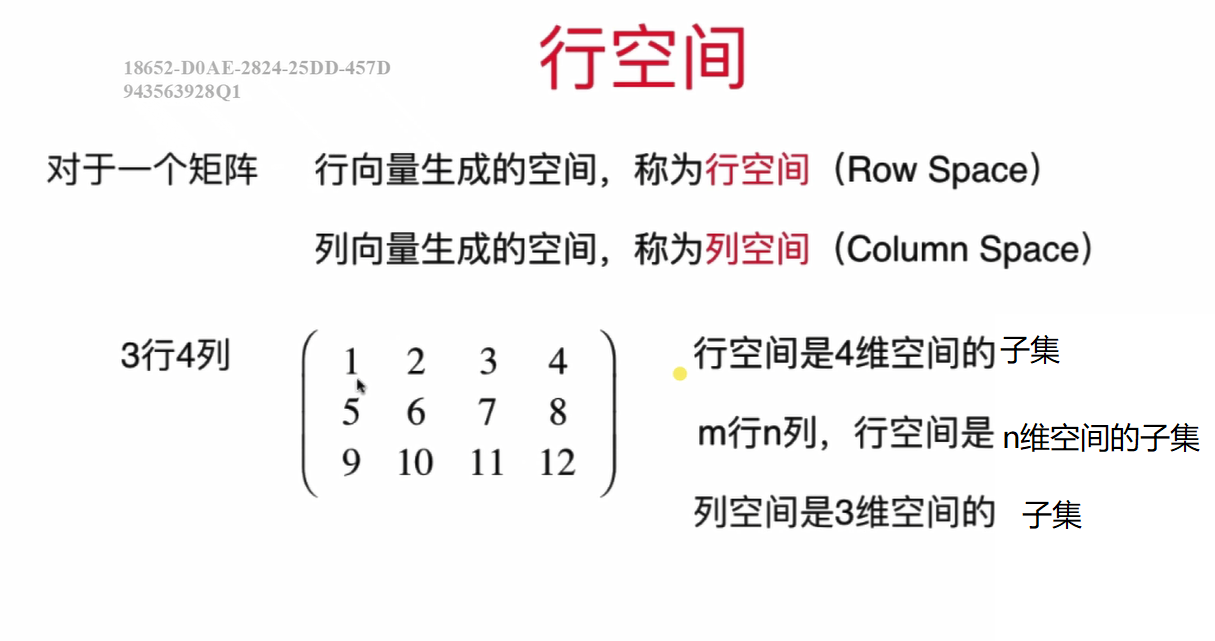 行空间
18652-D0AE-2824-25DD-457D
943563928Q1
对于一个矩阵 行向量生成的空间，称为行空间（Row Space）
列向量生成的空间，称为列空间（Column Space）
3行4列
1 2 3 4
5 6 7 8
9 10 11 12
行空间是4维空间的子集
m行n列，行空间是 n维空间的子集
列空间是3维空间的 子集